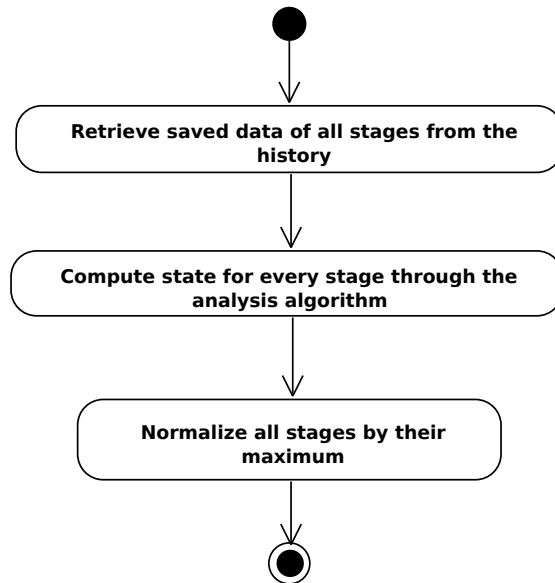 Retrieve saved data of all stages from the
history
Compute state for every stage through the
analysis algorithm
Normalize all stages by their
maximum